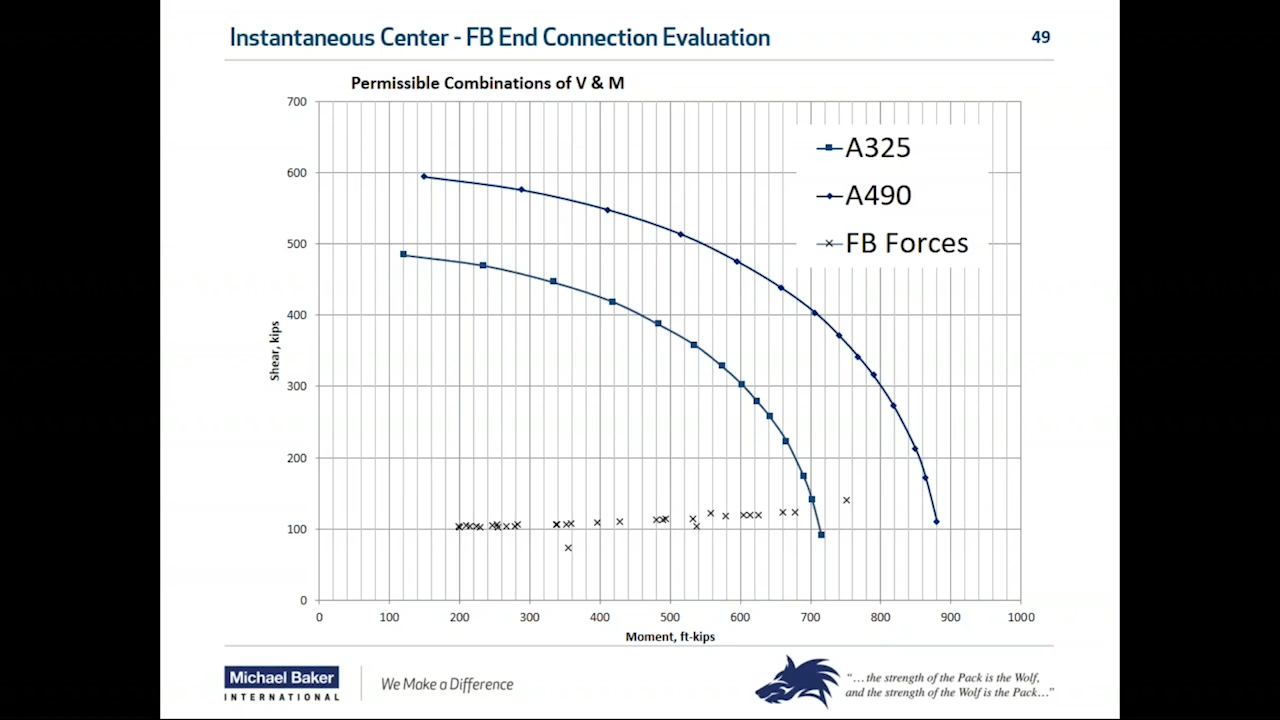 Instantaneous Center - FB End Connection Evaluation
49
Permissible Combinations of V & M
700
600
500
400
300
200
100
0
Shear, kips
A325
A490
FB Forces
0 100 200 300 400 500 600 700 800 900 1000
Moment, ft-kips
Michael Baker
INTERNATIONAL
We Make a Difference
“…the strength of the Pack is the Wolf,
and the strength of the Wolf is the Pack…”